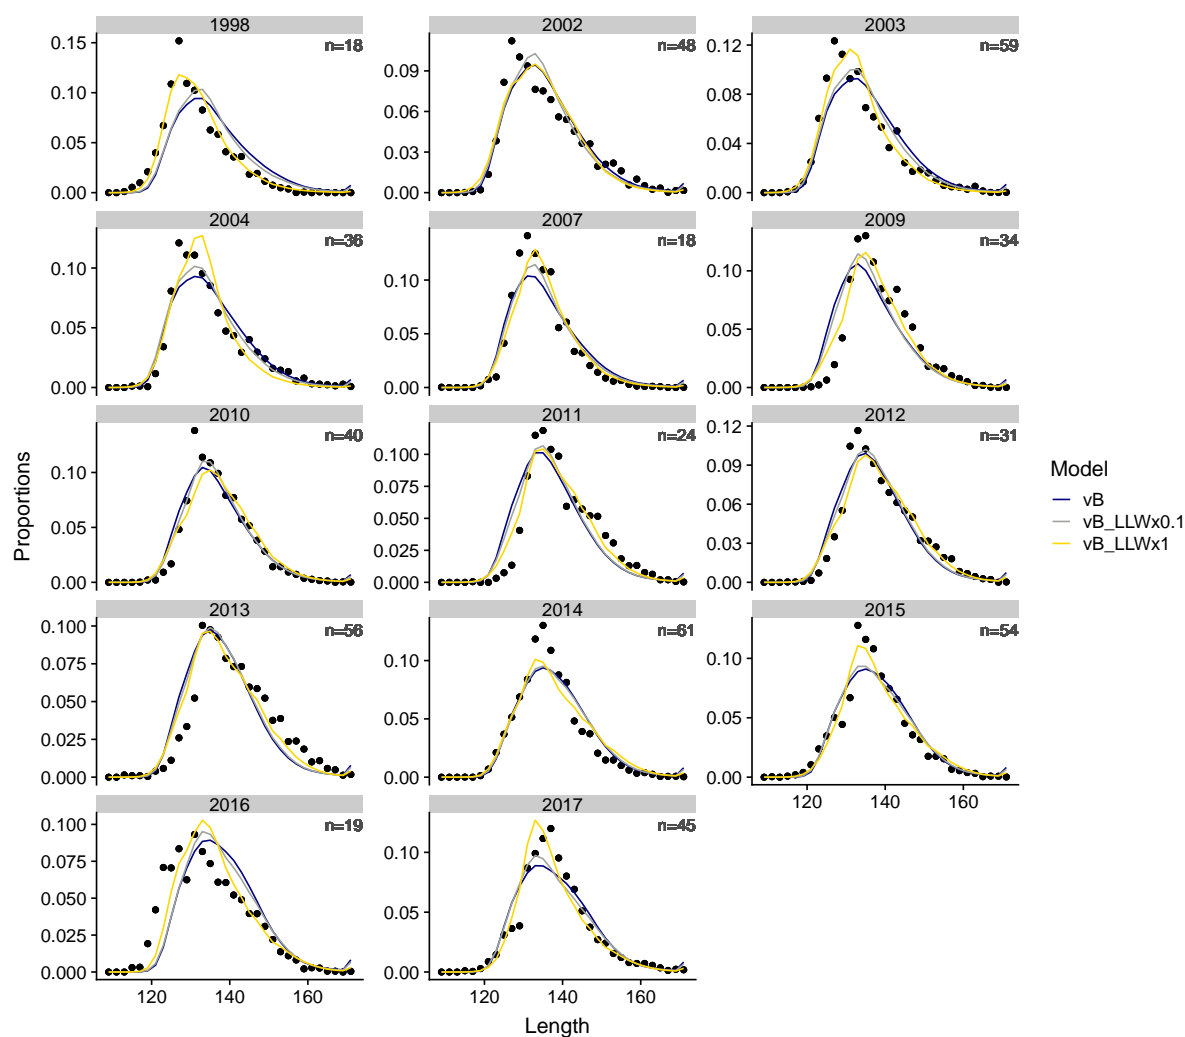 1998
n=18
0.15
0.10
0.05
0.00
2002
n=48
0.09
0.06
0.03
0.00
2003
n=59
0.12
0.08
0.04
0.00
2004
n=36
0.10
0.05
0.00
2007
n=18
0.10
0.05
0.00
2009
n=34
0.10
0.05
0.00
2010
n=40
0.10
0.05
0.00
2011
n=24
0.100
0.075
0.050
0.025
0.000
2012
n=31
0.12
0.09
0.06
0.03
0.00
2013
n=56
0.100
0.075
0.050
0.025
0.000
2014
n=61
0.10
0.05
0.00
2015
n=54
0.10
0.05
0.00
120 140 160
2016
n=19
0.100
0.075
0.050
0.025
0.000
120 140 160
2017
n=45
0.10
0.05
0.00
120 140 160
Proportions
Length
Model
vB
vB_LLWx0.1
vB_LLWx1